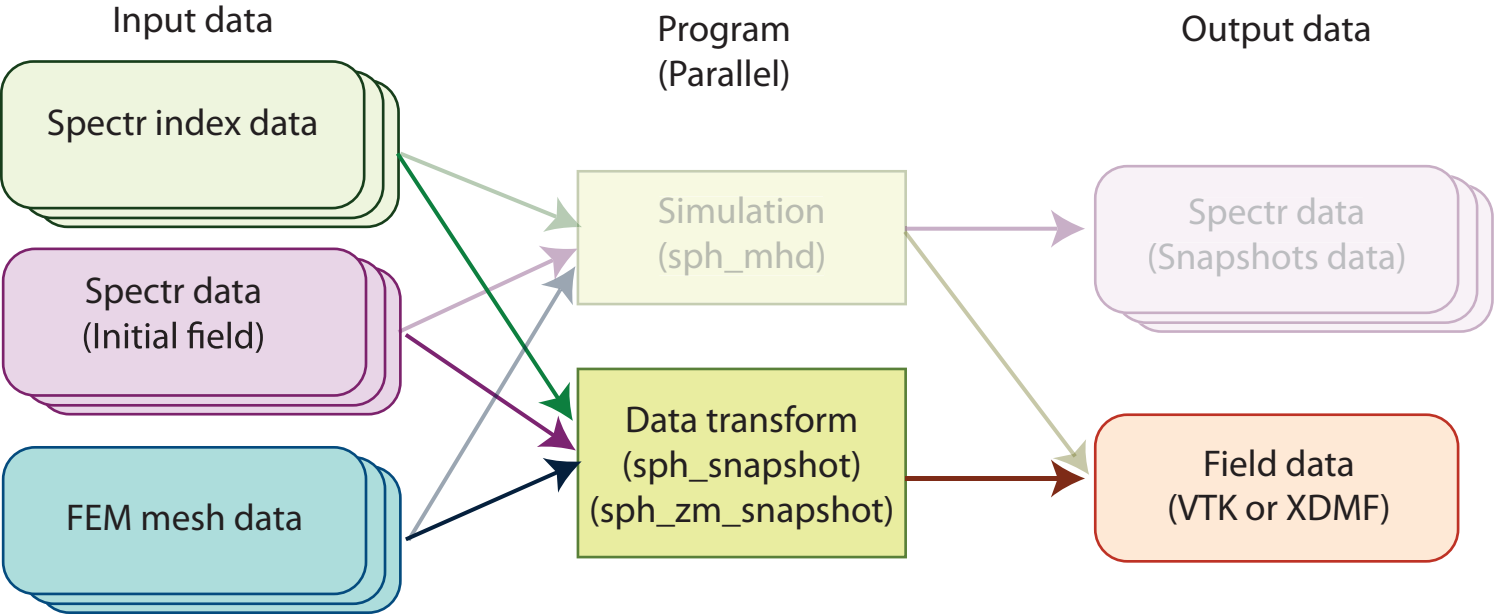 Input data
Program
(Parallel)
Output data
Spectr index data
Spectr data
(Initial field)
FEM mesh data
Simulation
(sph_mhd)
Data transform
(sph_snapshot)
(sph_zm_snapshot)
Spectr data
(Snapshots data)
Field data
(VTK or XDMF)